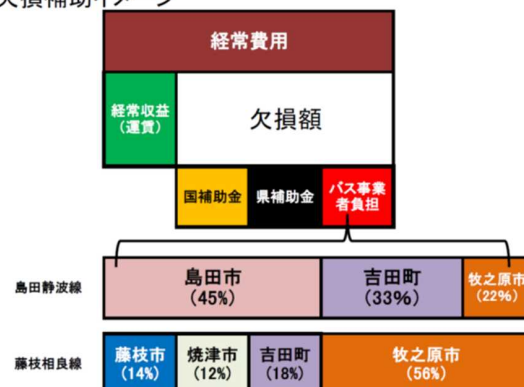 欠損補助イメージ
経常費用
経常収益
(運賃)
欠損額
国補助金
県補助金
バス事業
者負担
島田静波線
島田市
(45%)
吉田町
(33%)
牧之原市
(22%)
藤枝相良線
藤枝市
(14%)
焼津市
(12%)
吉田町
(18%)
牧之原市
(56%)